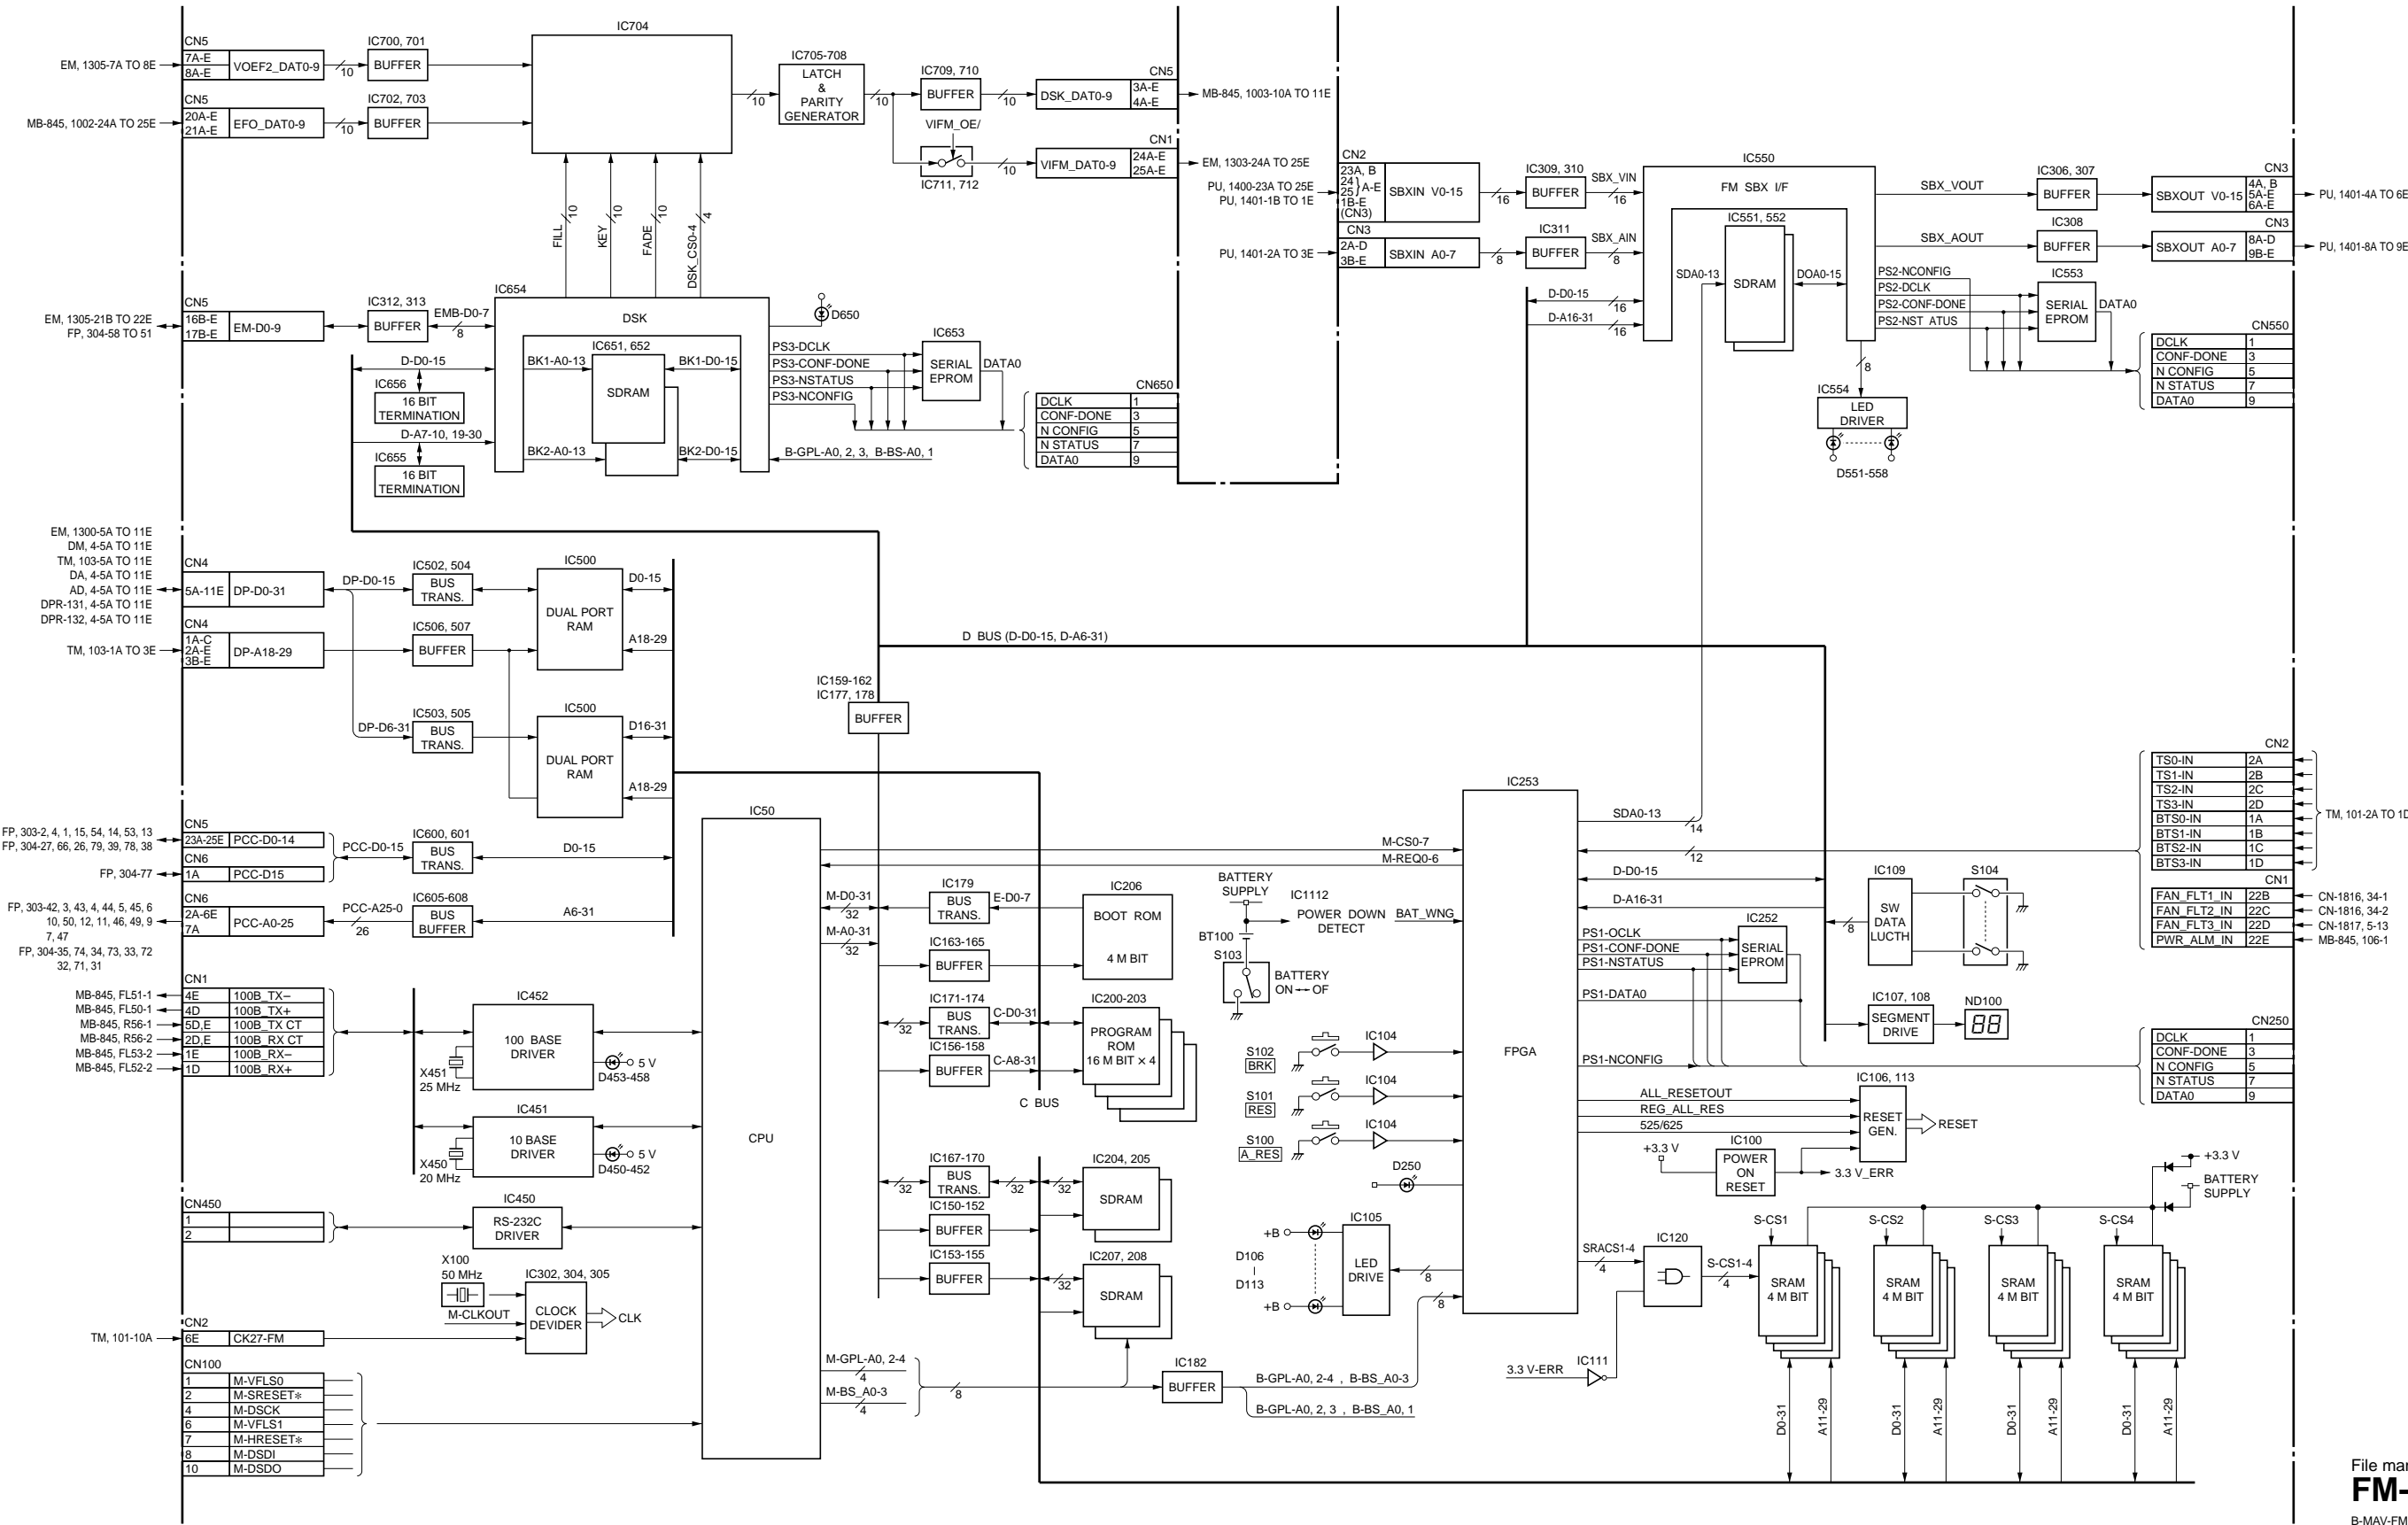 EM, 1305-7A TO 8E
CN5
7A-E
8A-E
VOEF2_DAT0-9
10
IC700, 701
BUFFER
MB-845, 1002-24A TO 25E
CN5
20A-E
21A-E
EFO_DAT0-9
10
IC702, 703
BUFFER
IC704
10
IC705-708
LATCH
&
PARITY
GENERATOR
10
IC709, 710
BUFFER
10
DSK_DAT0-9
CN5
3A-E
4A-E
MB-845, 1003-10A TO 11E
VIFM_OE/
IC711, 712
10
VIFM_DAT0-9
CN1
24A-E
25A-E
EM, 1303-24A TO 25E
FILL
10
KEY
10
FADE
10
DSK_CS0-4
4
EM, 1305-21B TO 22E
FP, 304-58 TO 51
CN5
16B-E
17B-E
EM-D0-9
IC312, 313
BUFFER
EMB-D0-7
8
IC654
DSK
D650
D-D0-15
IC656
16 BIT
TERMINATION
D-A7-10, 19-30
IC655
16 BIT
TERMINATION
BK1-A0-13
IC651, 652
SDRAM
BK1-D0-15
BK2-A0-13
BK2-D0-15
PS3-DCLK
PS3-CONF-DONE
PS3-NSTATUS
PS3-NCONFIG
IC653
SERIAL
EPROM
DATA0
B-GPL-A0, 2, 3, B-BS-A0, 1
CN650
DCLK 1
CONF-DONE 3
N CONFIG 5
N STATUS 7
DATA0 9
PU, 1400-23A TO 25E
PU, 1401-1B TO 1E
CN2
23A, B
24
25
A-E
1B-E
(CN3)
SBXIN V0-15
16
IC309, 310
BUFFER
SBX_VIN
16
PU, 1401-2A TO 3E
CN3
2A-D
3B-E
SBXIN A0-7
8
IC311
BUFFER
SBX_AIN
8
IC550
FM SBX I/F
IC551, 552
SDRAM
SDA0-13
DOA0-15
D-D0-15
16
D-A16-31
16
SBX_VOUT
IC306, 307
BUFFER
SBXOUT V0-15
CN3
4A, B
5A-E
6A-E
PU, 1401-4A TO 6E
SBX_AOUT
IC308
BUFFER
SBXOUT A0-7
CN3
8A-D
9B-E
PU, 1401-8A TO 9E
PS2-NCONFIG
PS2-DCLK
PS2-CONF-DONE
PS2-NST ATUS
IC553
SERIAL
EPROM
DATA0
CN550
DCLK 1
CONF-DONE 3
N CONFIG 5
N STATUS 7
DATA0 9
8
IC554
LED
DRIVER
D551-558
EM, 1300-5A TO 11E
DM, 4-5A TO 11E
TM, 103-5A TO 11E
DA, 4-5A TO 11E
AD, 4-5A TO 11E
DPR-131, 4-5A TO 11E
DPR-132, 4-5A TO 11E
CN4
5A-11E DP-D0-31
TM, 103-1A TO 3E
CN4
1A-C
2A-E
3B-E
DP-A18-29
DP-D0-15
IC502, 504
BUS
TRANS.
IC506, 507
BUFFER
IC500
DUAL PORT
RAM
D0-15
A18-29
DP-D6-31
IC503, 505
BUS
TRANS.
IC500
DUAL PORT
RAM
D16-31
A18-29
D BUS (D-D0-15, D-A6-31)
IC159-162
IC177, 178
BUFFER
FP, 303-2, 4, 1, 15, 54, 14, 53, 13
FP, 304-27, 66, 26, 79, 39, 78, 38
CN5
23A-25E PCC-D0-14
FP, 304-77
CN6
1A PCC-D15
PCC-D0-15
IC600, 601
BUS
TRANS.
D0-15
FP, 303-42, 3, 43, 4, 44, 5, 45, 6
10, 50, 12, 11, 46, 49, 9
7, 47
FP, 304-35, 74, 34, 73, 33, 72
32, 71, 31
CN6
2A-6E
7A
PCC-A0-25
PCC-A25-0
26
IC605-608
BUS
BUFFER
A6-31
MB-845, FL51-1
MB-845, FL50-1
MB-845, R56-1
MB-845, R56-2
MB-845, FL53-2
MB-845, FL52-2
CN1
4E 100B_TX−
4D 100B_TX+
5D,E 100B_TX CT
2D,E 100B_RX CT
1E 100B_RX−
1D 100B_RX+
IC452
100 BASE
DRIVER
X451
25 MHz
5 V
D453-458
IC451
10 BASE
DRIVER
X450
20 MHz
5 V
D450-452
CN450
1
2
IC450
RS-232C
DRIVER
X100
50 MHz
M-CLKOUT
IC302, 304, 305
CLOCK
DEVIDER
CLK
TM, 101-10A
CN2
6E CK27-FM
CN100
1 M-VFLS0
2 M-SRESET∗
4 M-DSCK
6 M-VFLS1
7 M-HRESET∗
8 M-DSDI
10 M-DSDO
IC50
CPU
M-D0-31
32
M-A0-31
32
M-CS0-7
M-REQ0-6
IC179
BUS
TRANS.
E-D0-7
IC163-165
BUFFER
IC206
BOOT ROM
4 M BIT
32
IC171-174
BUS
TRANS.
C-D0-31
IC156-158
BUFFER
C-A8-31
IC200-203
PROGRAM
ROM
16 M BIT × 4
C BUS
32
IC167-170
BUS
TRANS.
32
32
IC150-152
BUFFER
IC204, 205
SDRAM
IC153-155
BUFFER
32
IC207, 208
SDRAM
M-GPL-A0, 2-4
4
M-BS_A0-3
4
8
IC182
BUFFER
B-GPL-A0, 2-4 , B-BS_A0-3
B-GPL-A0, 2, 3 , B-BS_A0, 1
BATTERY
SUPPLY
IC1112
POWER DOWN
DETECT
BAT_WNG
BT100
S103
BATTERY
ON OF
S102
BRK
IC104
S101
RES
IC104
S100
A_RES
IC104
D250
IC105
LED
DRIVE
+B
D106
D113
+B
8
8
IC253
FPGA
SDA0-13
14
12
D-D0-15
D-A16-31
PS1-OCLK
PS1-CONF-DONE
PS1-NSTATUS
PS1-DATA0
PS1-NCONFIG
IC252
SERIAL
EPROM
ALL_RESETOUT
REG_ALL_RES
525/625
IC106, 113
RESET
GEN.
RESET
+3.3 V
IC100
POWER
ON
RESET
3.3 V_ERR
SRACS1-4
4
IC120
S-CS1-4
4
3.3 V-ERR
IC111
IC109
SW
DATA
LUCTH
S104
8
IC107, 108
SEGMENT
DRIVE
ND100
88
CN2
TS0-IN 2A
TS1-IN 2B
TS2-IN 2C
TS3-IN 2D
BTS0-IN 1A
BTS1-IN 1B
BTS2-IN 1C
BTS3-IN 1D
TM, 101-2A TO 1D
CN1
FAN_FLT1_IN 22B CN-1816, 34-1
FAN_FLT2_IN 22C CN-1816, 34-2
FAN_FLT3_IN 22D CN-1817, 5-13
PWR_ALM_IN 22E MB-845, 106-1
CN250
DCLK 1
CONF-DONE 3
N CONFIG 5
N STATUS 7
DATA0 9
+3.3 V
BATTERY
SUPPLY
S-CS1
SRAM
4 M BIT
D0-31
A11-29
S-CS2
SRAM
4 M BIT
D0-31
A11-29
S-CS3
SRAM
4 M BIT
D0-31
A11-29
S-CS4
SRAM
4 M BIT
D0-31
A11-29
File
FM-
B-MAV-FM